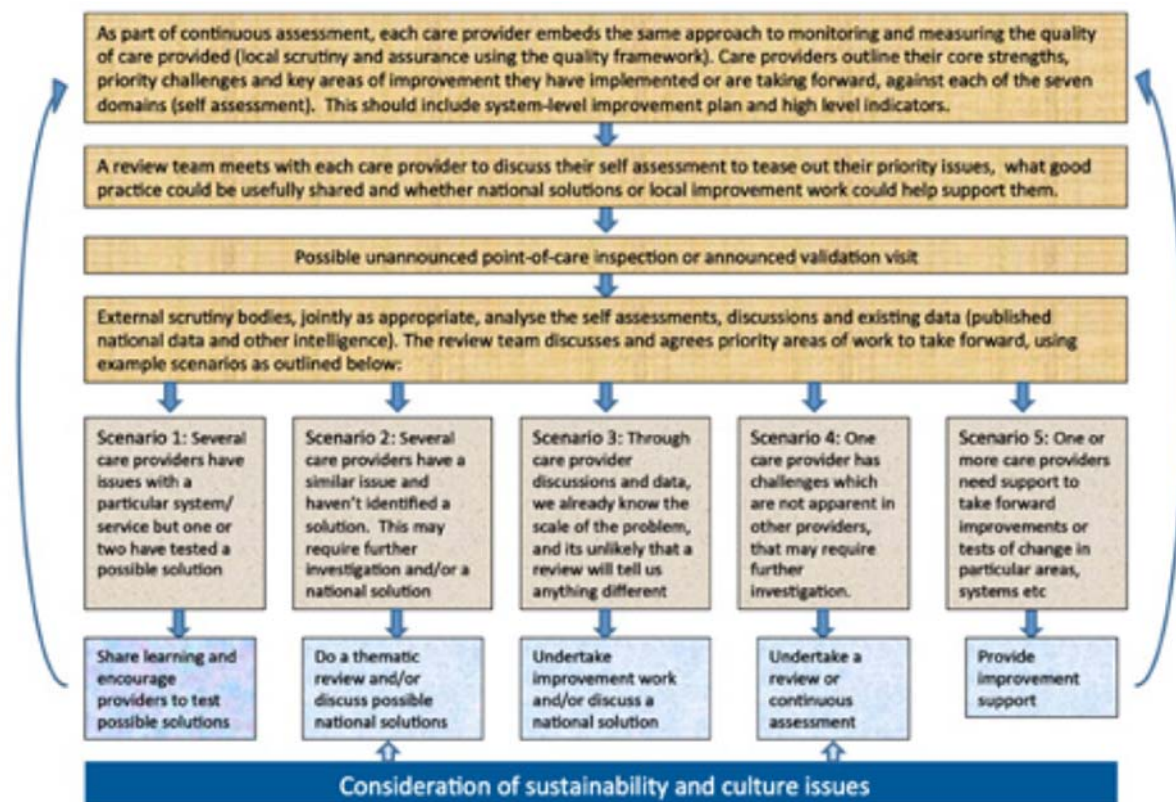 As part of continuous assessment, each care provider embeds the same approach to monitoring and measuring the quality
of care provided (local scrutiny and assurance using the quality framework). Care providers outline their core strengths,
priority challenges and key areas of improvement they have implemented or are taking forward, against each of the seven
domains (self assessment). This should include system-level improvement plan and high level indicators.
A review team meets with each care provider to discuss their self assessment to tease out their priority issues, what good
practice could be usefully shared and whether national solutions or local improvement work could help support them.
Possible unannounced point-of-care inspection or announced validation visit
External scrutiny bodies, jointly as appropriate, analyse the self assessments, discussions and existing data (published
national data and other intelligence). The review team discusses and agrees priority areas of work to take forward, using
example scenarios as outlined below:
Scenario 1: Several
care providers have
issues with a
particular system/
service but one or
two have tested a
possible solution
Scenario 2: Several
care providers have a
similar issue and
haven't identified a
solution. This may
require further
investigation and/or a
national solution
Scenario 3: Through
care provider
discussions and data,
we already know the
scale of the problem,
and its unlikely that a
review will tell us
anything different
Scenario 4: One
care provider has
challenges which
are not apparent in
other providers,
that may require
further
investigation.
Scenario 5: One or
more care providers
need support to
take forward
improvements or
tests of change in
particular areas,
systems etc
Share learning and
encourage
providers to test
possible solutions
Do a thematic
review and/or
discuss possible
national solutions
Undertake
improvement work
and/or discuss a
national solution
Undertake a
review or
continuous
assessment
Provide
improvement
support
Consideration of sustainability and culture issues